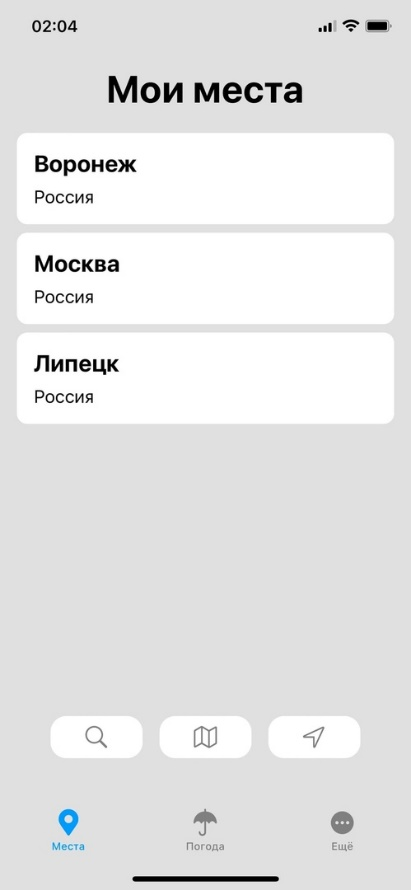 02:04
Мои места
Воронеж
Россия
Москва
Россия
Липецк
Россия
Места
Погода
Ещё